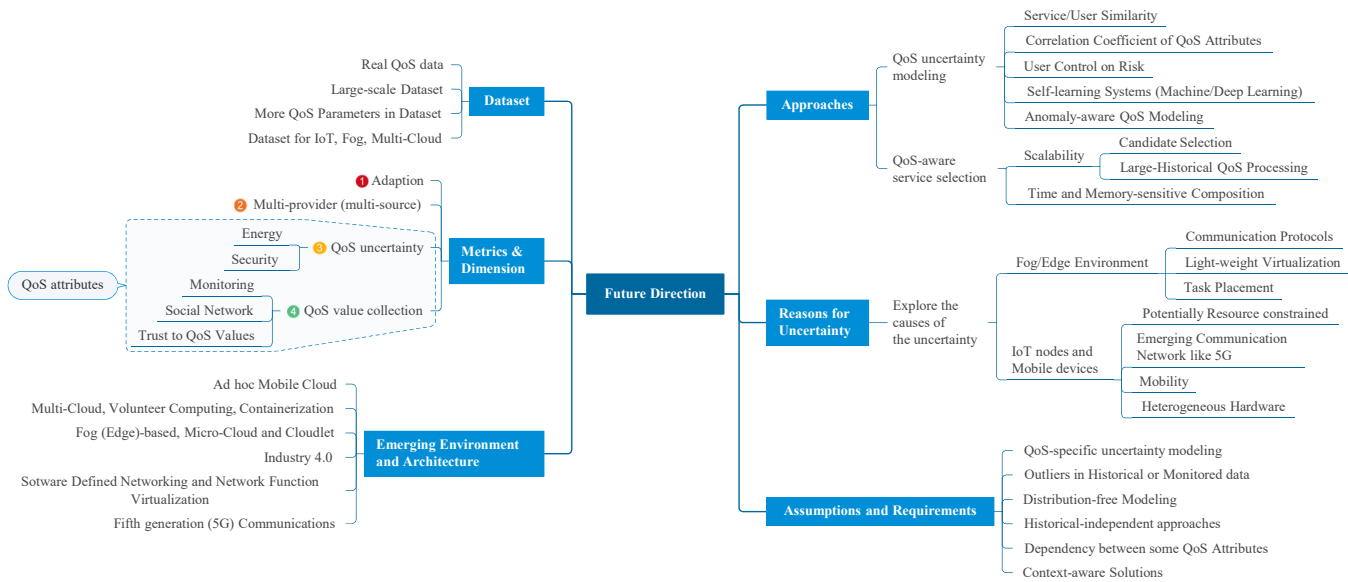 Future Direction
Dataset
Real QoS data
Large-scale Dataset
More QoS Parameters in Dataset
Dataset for IoT, Fog, Multi-Cloud
Metrics &
Dimension
1 Adaption
2 Multi-provider (multi-source)
3 QoS uncertainty
Energy
Security
4 QoS value collection
Monitoring
Social Network
Trust to QoS Values
QoS attributes
Emerging Environment
and Architecture
Ad hoc Mobile Cloud
Multi-Cloud, Volunteer Computing, Containerization
Fog (Edge)-based, Micro-Cloud and Cloudlet
Industry 4.0
Sotware Defined Networking and Network Function
Virtualization
Fifth generation (5G) Communications
Approaches
QoS uncertainty
modeling
Service/User Similarity
Correlation Coefficient of QoS Attributes
User Control on Risk
Self-learning Systems (Machine/Deep Learning)
Anomaly-aware QoS Modeling
QoS-aware
service selection
Scalability
Candidate Selection
Large-Historical QoS Processing
Time and Memory-sensitive Composition
Reasons for
Uncertainty
Explore the
causes of
the uncertainty
Fog/Edge Environment
Communication Protocols
Light-weight Virtualization
Task Placement
IoT nodes and
Mobile devices
Potentially Resource constrained
Emerging Communication
Network like 5G
Mobility
Heterogeneous Hardware
Assumptions and Requirements
QoS-specific uncertainty modeling
Outliers in Historical or Monitored data
Distribution-free Modeling
Historical-independent approaches
Dependency between some QoS Attributes
Context-aware Solutions